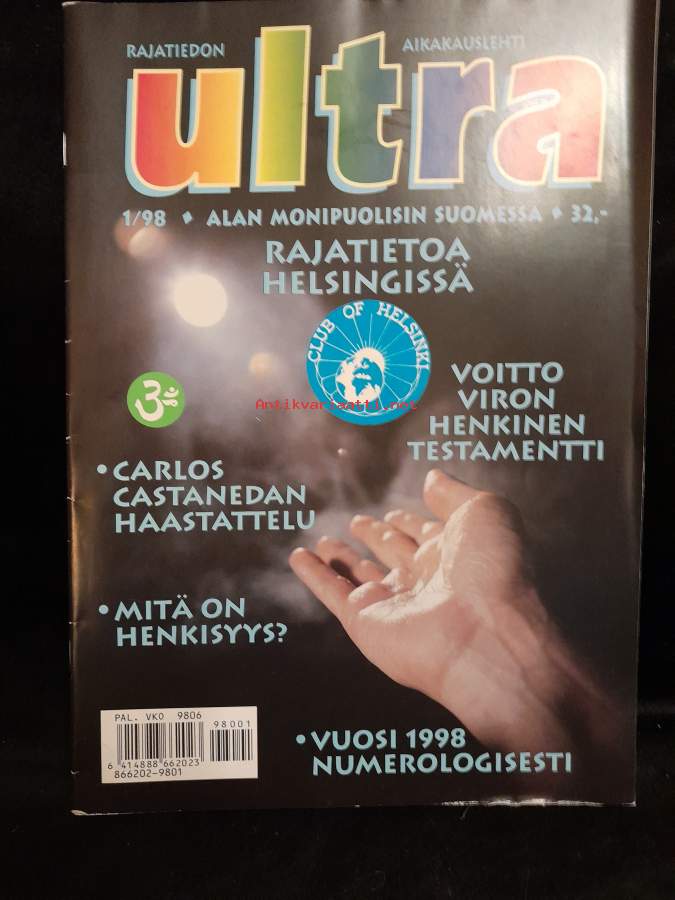 RAJATIEDON AIKAKAUSLEHTI
ultra
1/98 • ALAN MONIPUOLISIN SUOMESSA • 32,-
RAJATIETOA
HELSINGISSÄ
CLUB OF HELSINKI
ॐ
Antikvariaatti.net
VOITTO
VIRON
HENKINEN
TESTAMENTTI
• CARLOS
CASTANEDAN
HAASTATTELU
• MITÄ ON
HENKISYYS?
PAL. VKO 9806
98001
6 414888 662023
866202-9801
• VUOSI 1998
NUMEROLOGISESTI